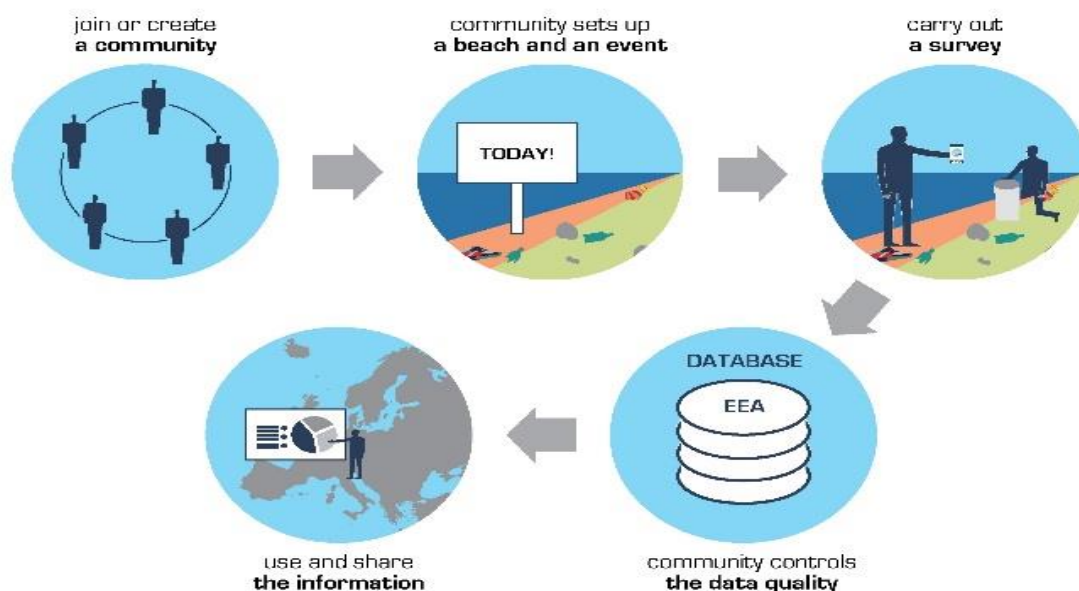 join or create
a community
community sets up
a beach and an event
TODAY!
carry out
a survey
DATABASE
EEA
community controls
the data quality
use and share
the information